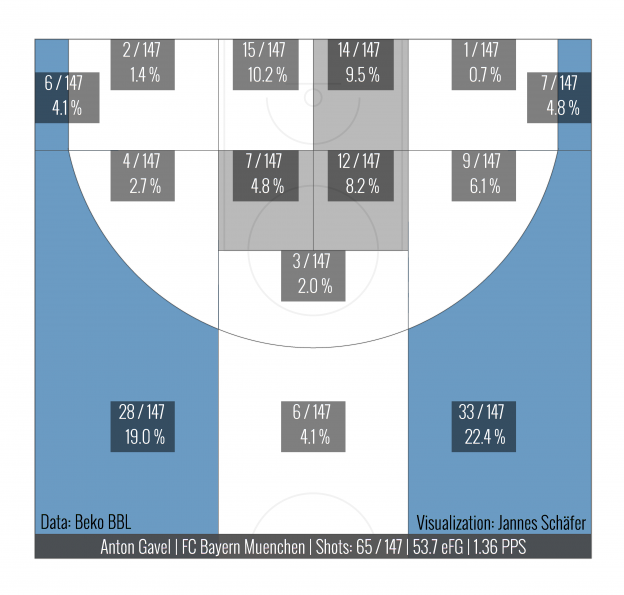 2 / 147
1.4 %
15 / 147
10.2 %
14 / 147
9.5 %
1 / 147
0.7 %
6 / 147
4.1 %
7 / 147
4.8 %
4 / 147
2.7 %
7 / 147
4.8 %
12 / 147
8.2 %
9 / 147
6.1 %
3 / 147
2.0 %
28 / 147
19.0 %
6 / 147
4.1 %
33 / 147
22.4 %
Data: Beko BBL
Visualization: Jannes Schäfer
Anton Gavel | FC Bayern Muenchen | Shots: 65 / 147 | 53.7 eFG | 1.36 PPS